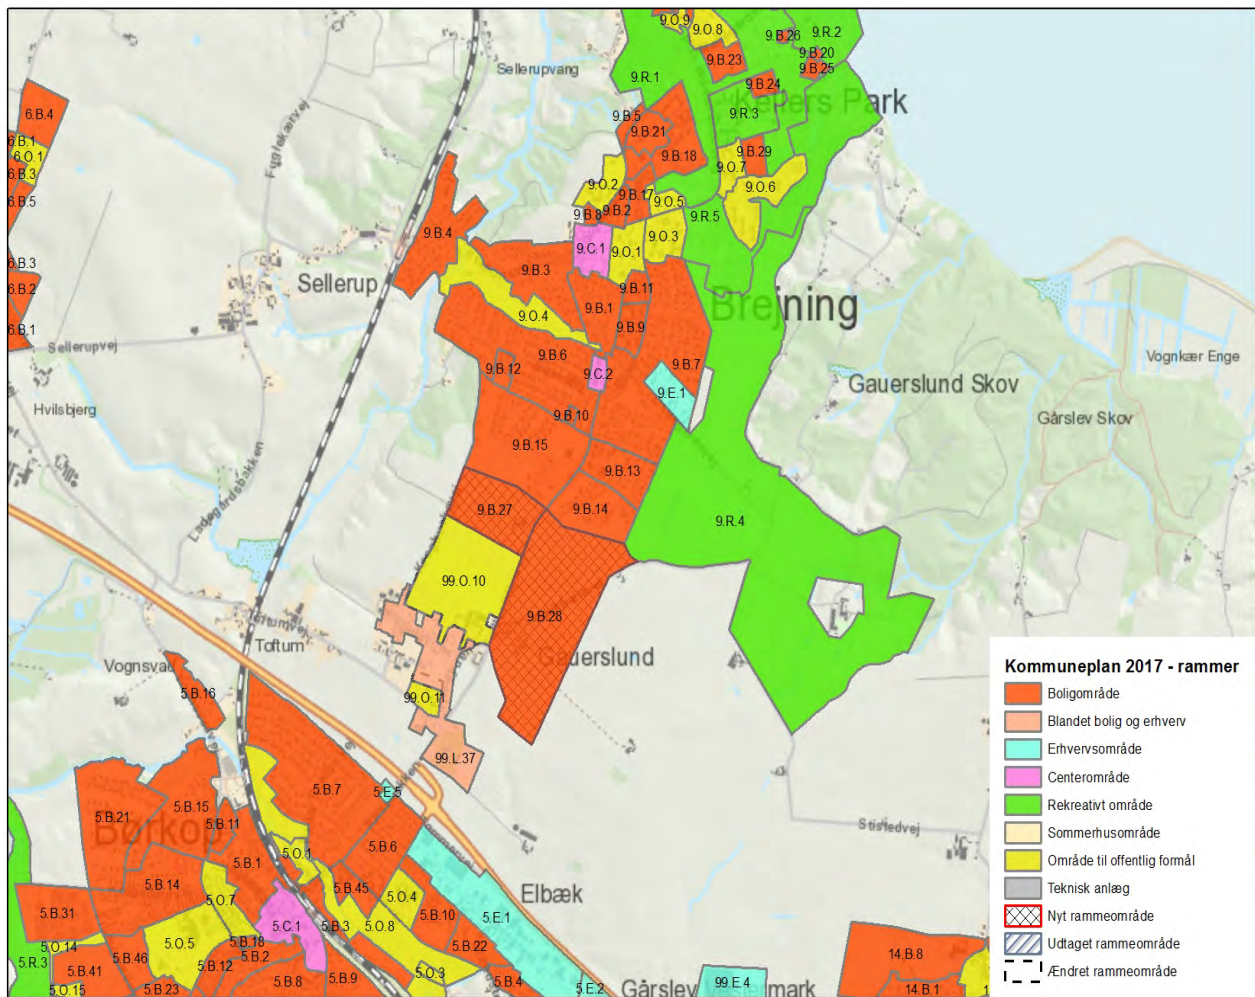 9.O.9
9.O.8
9.B.26
9.R.2
9.B.20
9.B.23
9.B.25
Sellerupvang
9.R.1
9.B.24
6.B.4
9.B.5
9.R.3
9.B.21
Fuglekærvej
6.B.1
6.O.1
9.B.18
9.B.29
9.O.7
6.B.3
9.O.2
9.O.6
6.B.5
9.B.17
9.O.5
9.B.8
9.B.2
9.R.5
9.B.4
9.C.1
9.O.1
9.O.3
6.B.3
9.B.3
Sellerup
6.B.2
9.B.11
9.B.1
Brejning
9.O.4
9.B.9
6.B.1
Sellerupvej
9.B.6
9.B.7
Vognkær Enge
9.B.12
9.C.2
Gauerslund Skov
9.E.1
Hvilsbjerg
9.B.10
Gårslev Skov
9.B.15
Ladegårdsbakken
9.B.13
9.B.27
9.B.14
9.R.4
99.O.10
9.B.28
Toftumvej
Toftum
Gauerslund
Vognsvad
5.B.16
99.O.11
99.L.37
5.B.7
5.E.5
5.B.21
5.B.15
Børkop
5.B.11
5.B.6
Stistedvej
5.B.1
5.O.1
5.B.14
5.B.45
5.O.7
5.O.4
Elbæk
5.B.31
5.C.1
5.B.3
5.O.8
5.B.10
5.E.1
5.O.14
5.O.5
5.B.18
5.B.22
5.R.3
5.B.46
5.B.2
14.B.8
5.B.41
5.B.12
5.B.8
5.B.9
5.O.3
5.B.4
99.E.4
5.O.15
5.B.23
5.E.2
14.B.1
Kommuneplan 2017 - rammer
Boligområde
Blandet bolig og erhverv
Erhvervsområde
Centerområde
Rekreativt område
Sommerhusområde
Område til offentlig formål
Teknisk anlæg
Nyt rammeområde
Udtaget rammeområde
Ændret rammeområde